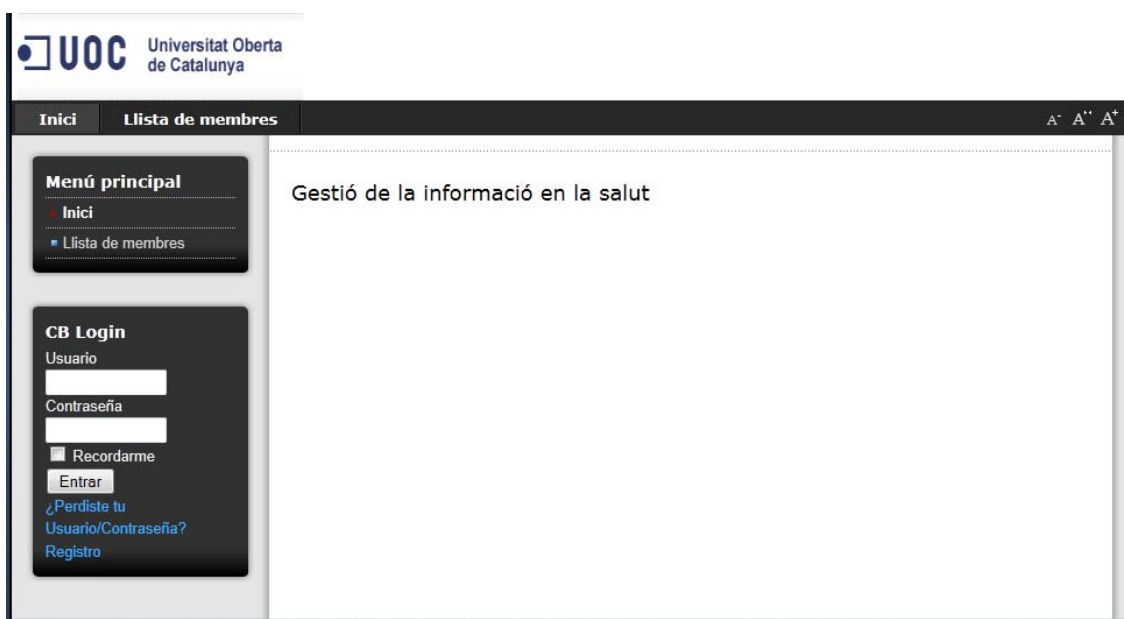 UOC
Universitat Oberta
de Catalunya
Inici
Llista de membres
A- A" A+
Menú principal
Inici
Llista de membres
Gestió de la informació en la salut
CB Login
Usuario
Contraseña
Recordarme
Entrar
¿Perdiste tu
Usuario/Contraseña?
Registro